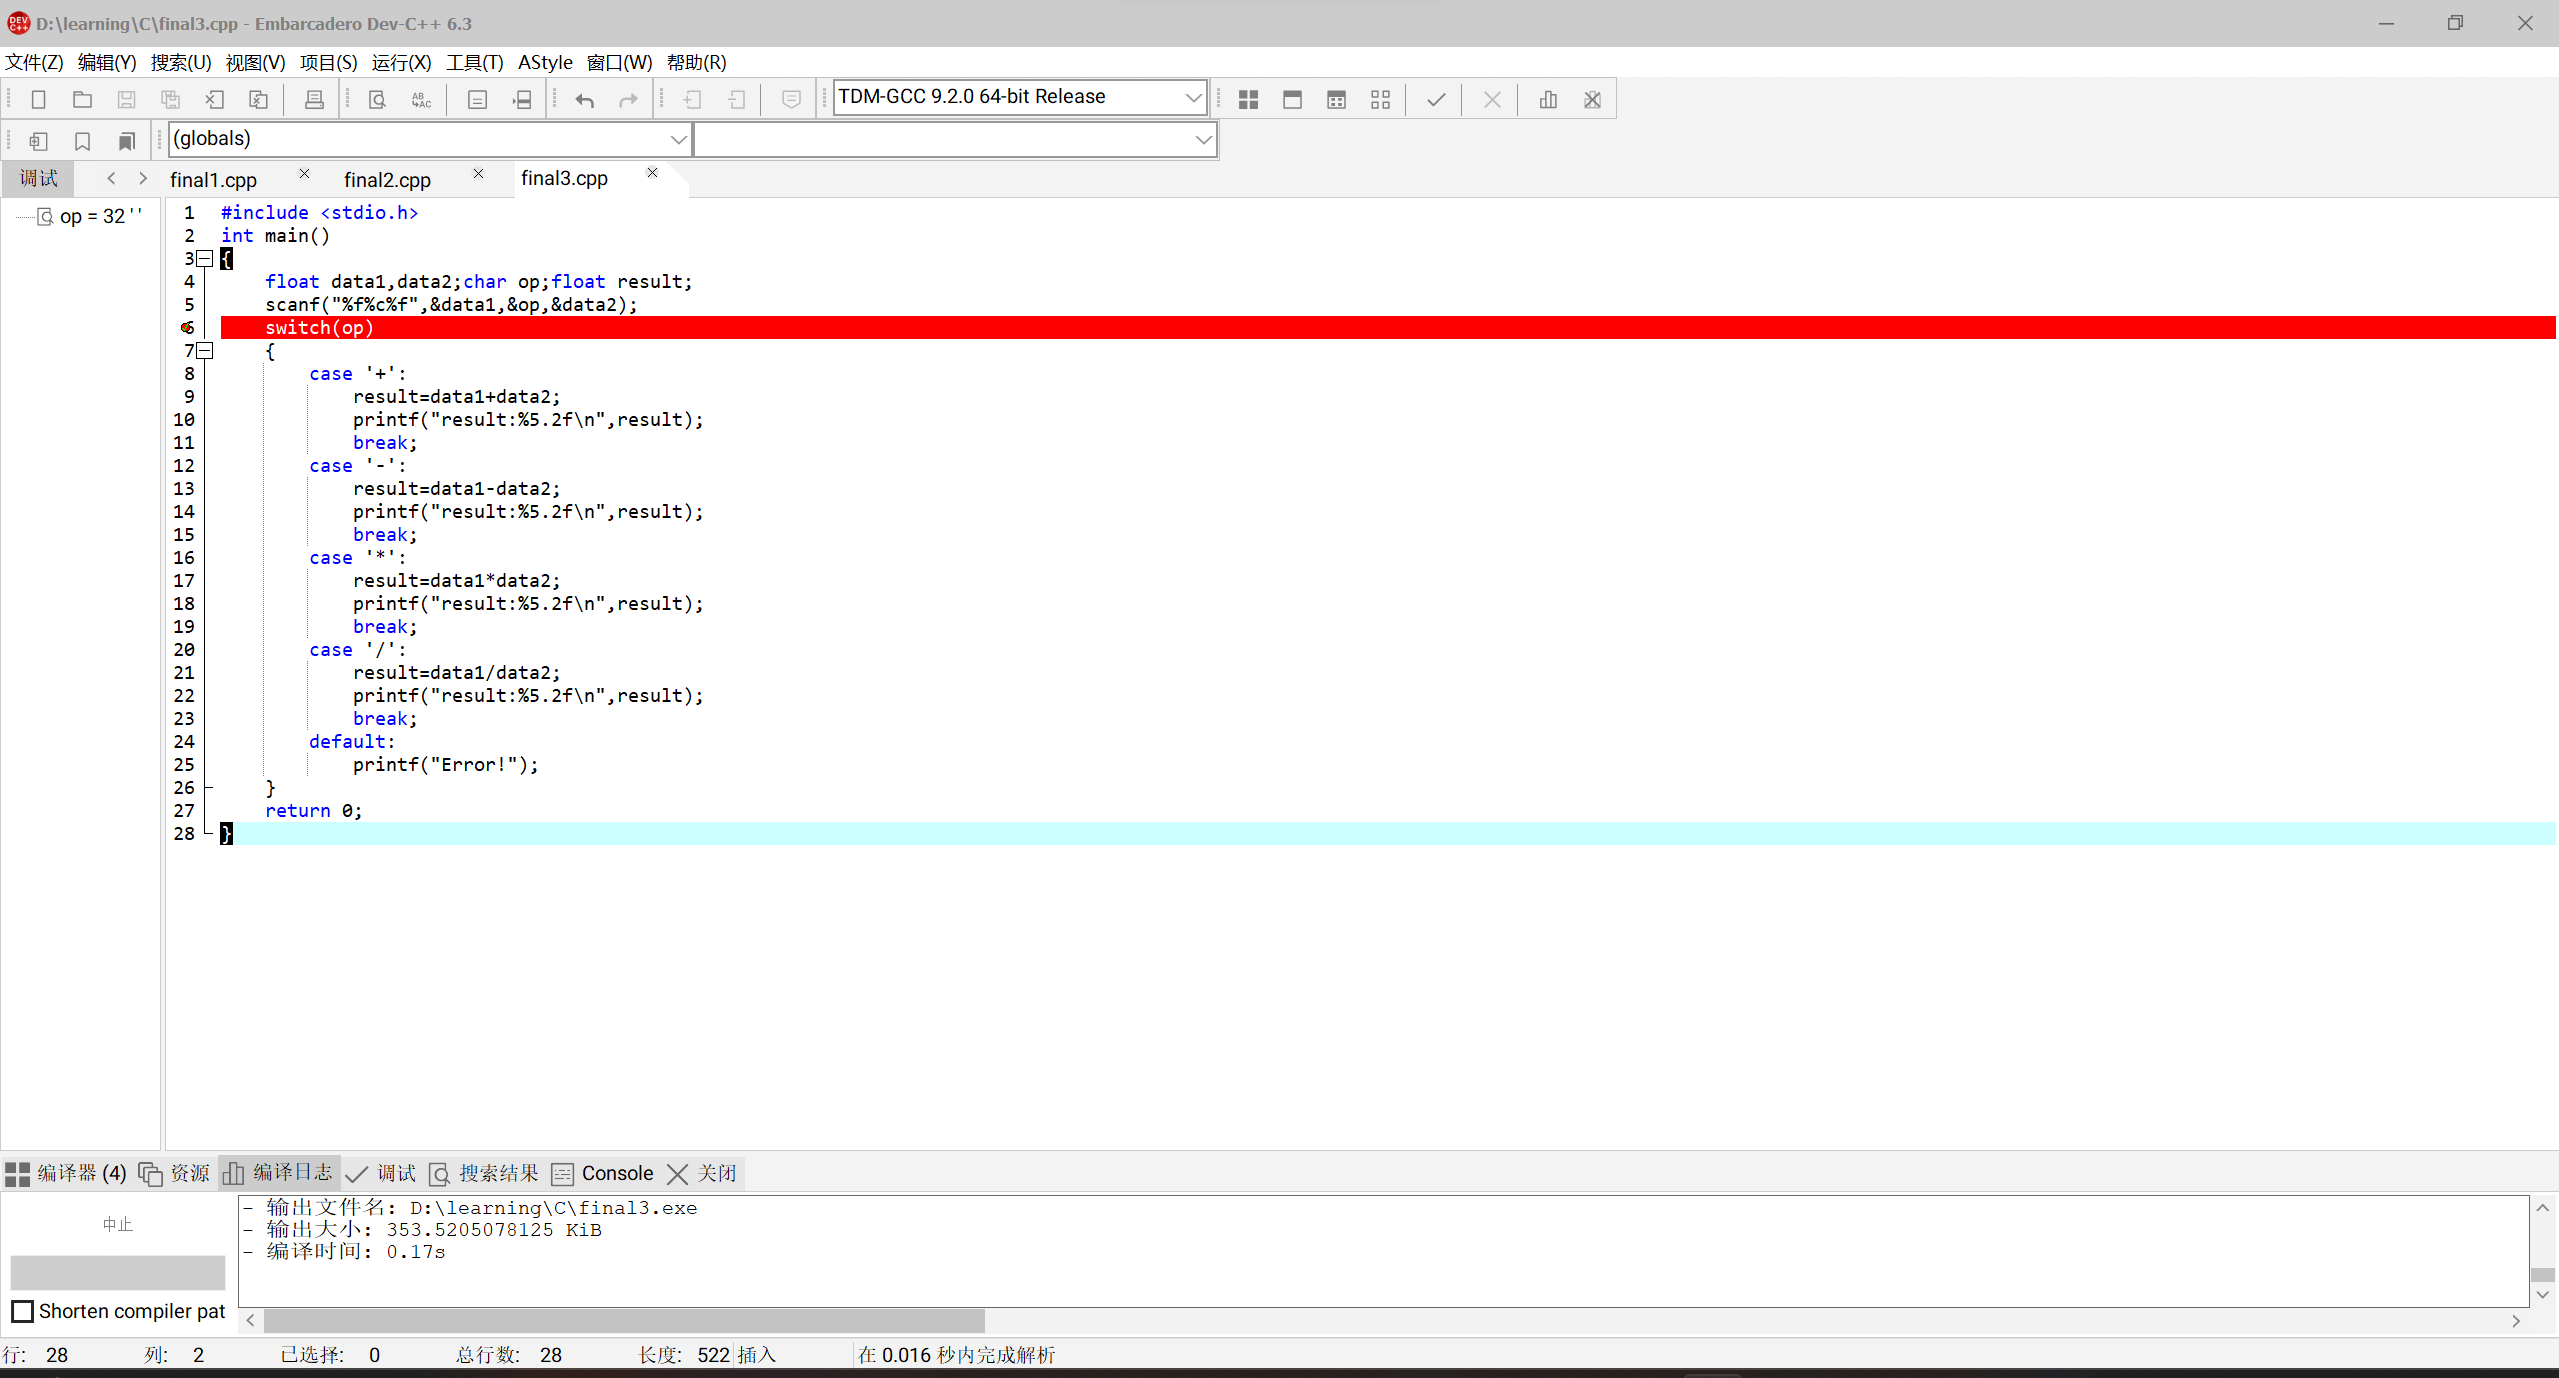 D:\learning\C\final3.cpp - Embarcadero Dev-C++ 6.3
文件(Z) 编辑(Y) 搜索(U) 视图(V) 项目(S) 运行(X) 工具(T) AStyle 窗口(W) 帮助(R)
TDM-GCC 9.2.0 64-bit Release
(globals)
调试 final1.cpp final2.cpp final3.cpp
op = 32 ' '
1 #include <stdio.h>
2 int main()
3 {
4 float data1,data2;char op;float result;
5 scanf("%f%c%f",&data1,&op,&data2);
6 switch(op)
7 {
8 case '+':
9 result=data1+data2;
10 printf("result:%5.2f\n",result);
11 break;
12 case '-':
13 result=data1-data2;
14 printf("result:%5.2f\n",result);
15 break;
16 case '*':
17 result=data1*data2;
18 printf("result:%5.2f\n",result);
19 break;
20 case '/':
21 result=data1/data2;
22 printf("result:%5.2f\n",result);
23 break;
24 default:
25 printf("Error!");
26 }
27 return 0;
28 }
编译器 (4) 资源 编译日志 调试 搜索结果 Console 关闭
中止
- 输出文件名: D:\learning\C\final3.exe
- 输出大小: 353.5205078125 KiB
- 编译时间: 0.17s
Shorten compiler pat
行: 28 列: 2 已选择: 0 总行数: 28 长度: 522 插入 在 0.016 秒内完成解析